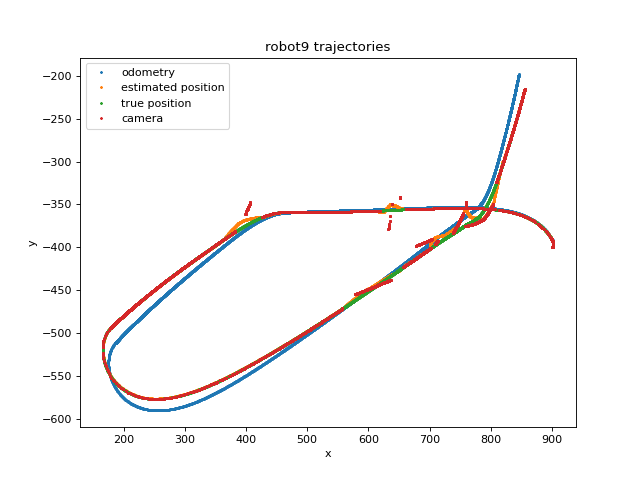 robot9 trajectories
odometry
estimated position
true position
camera
−200
−250
−300
−350
−400
−450
−500
−550
−600
y
200
300
400
500
600
700
800
900
x